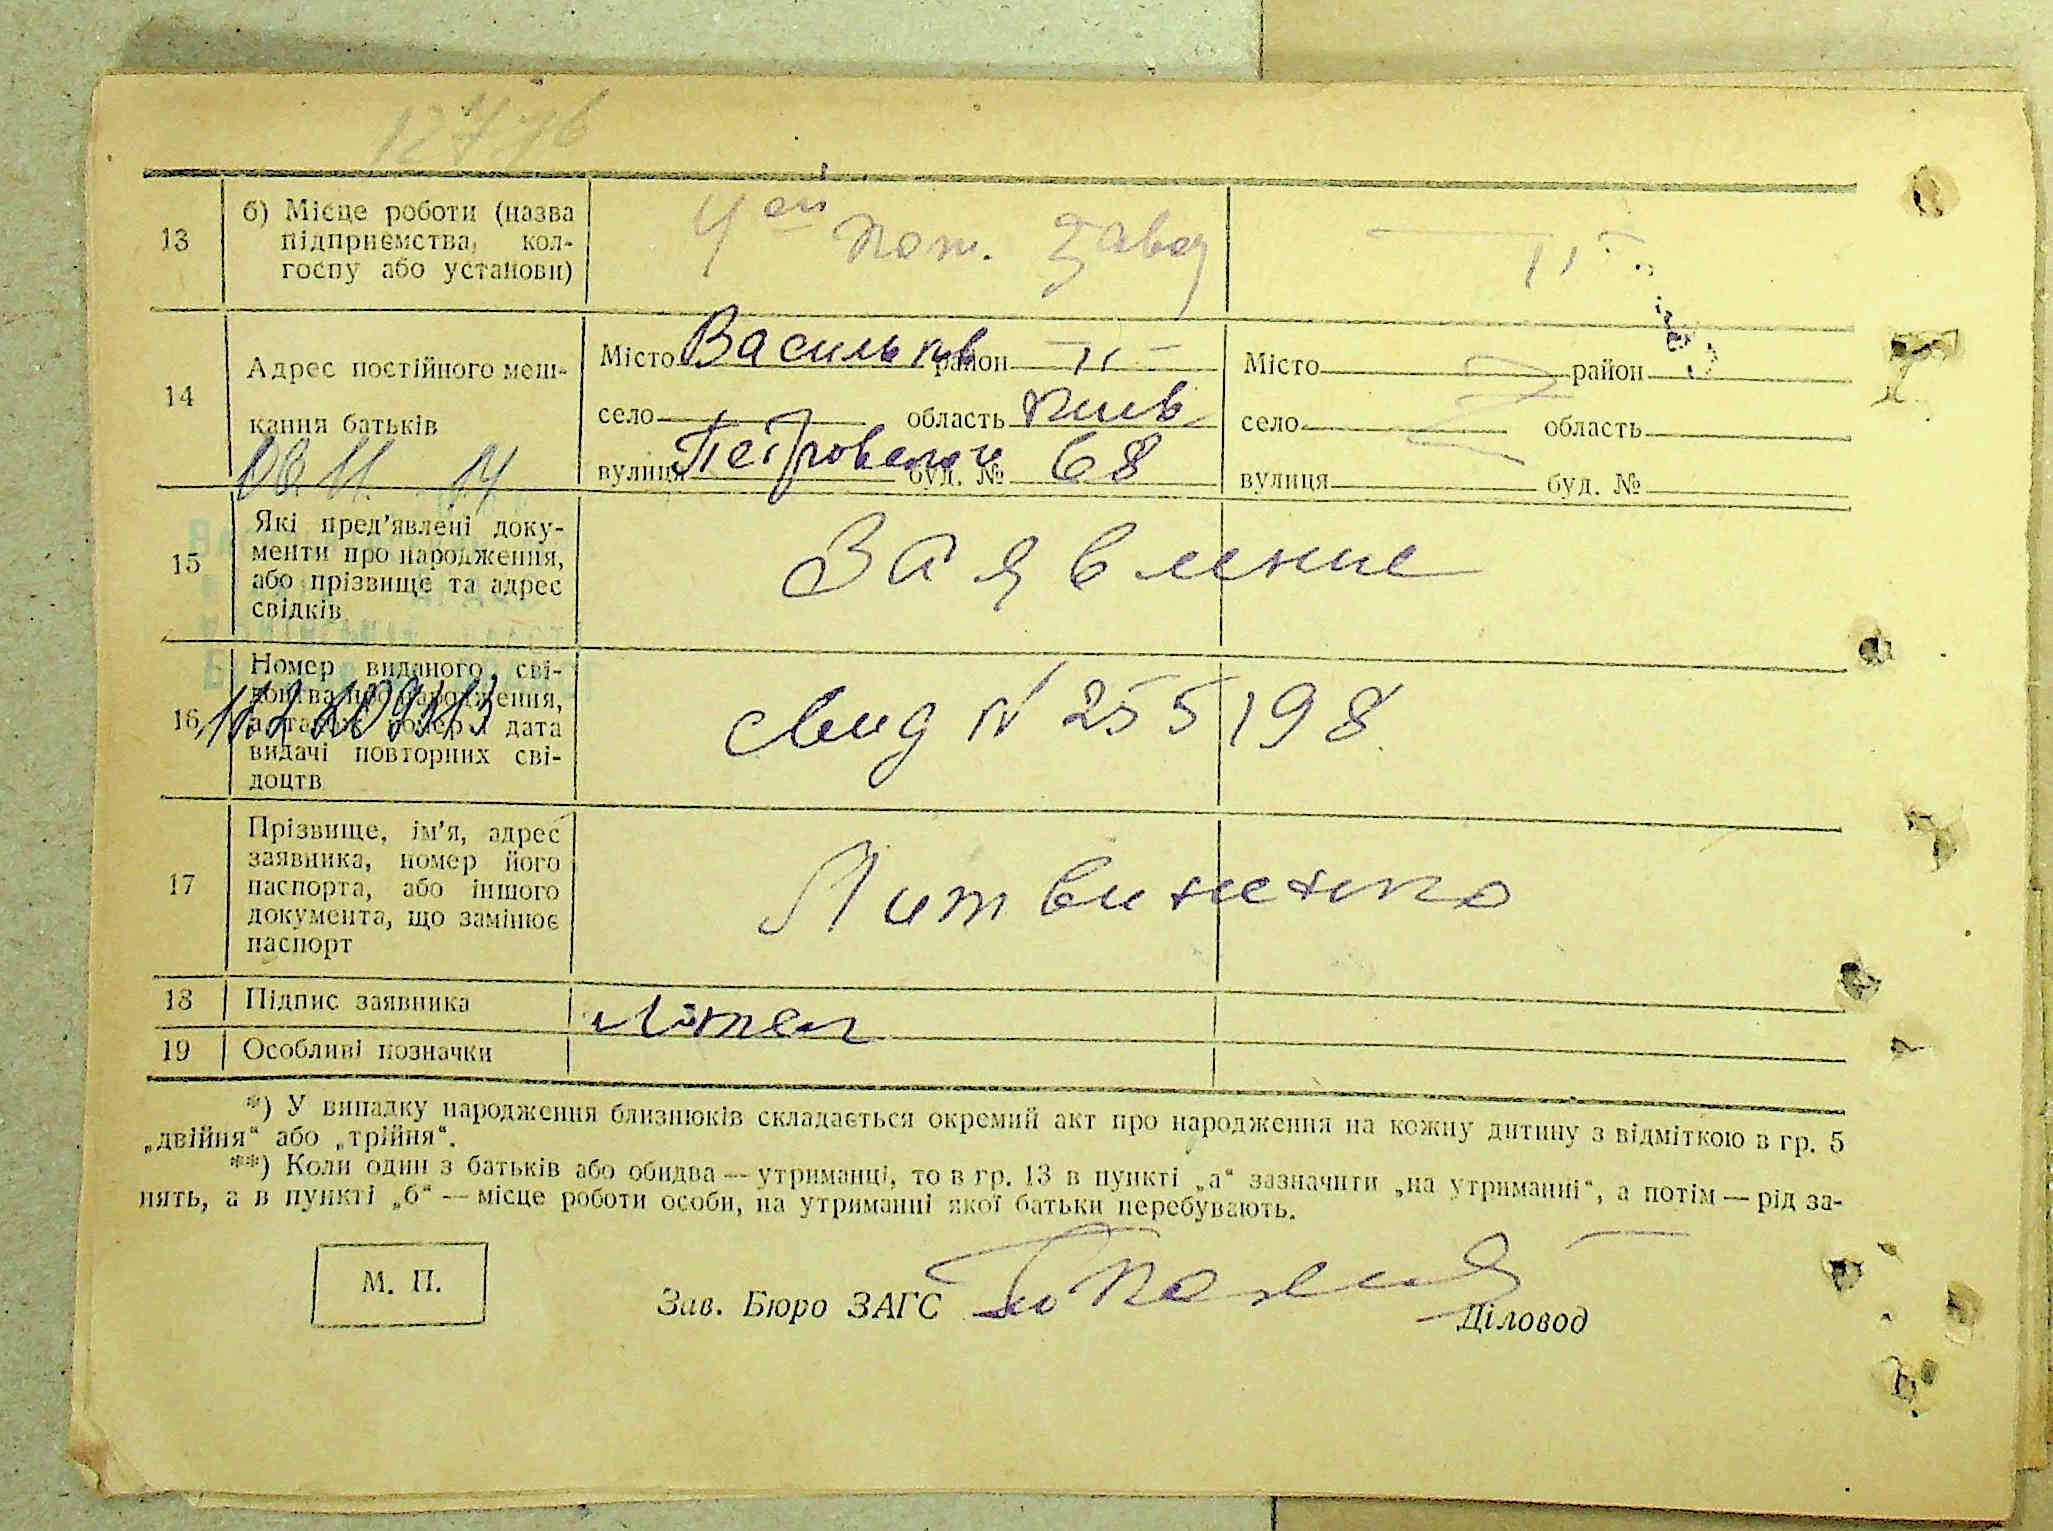 13
б) Місце роботи (назва
підприємства, кол-
госпу або установи)
4ей кож. завод
— " —
14
Адрес постійного меш-
кання батьків
Місто Васильков район — " —
село область Киев
вулиця Петровского буд. № 68
Місто район
село область
вулиця буд. №
15
Які пред’явлені доку-
менти про народження,
або прізвище та адрес
свідків
Заявление
16
Номер виданого сві-
доцтва про народження,
а також номер і дата
видачі повторних сві-
доцтв
свид N 255198
17
Прізвище, ім’я, адрес
заявника, номер його
паспорта, або іншого
документа, що замінює
паспорт
Литвиненко
18
Підпис заявника
19
Особливі позначки
*) У випадку народження близнюків складається окремий акт про народження на кожну дитину з відміткою в гр. 5
„двійня“ або „трійня“.
**) Коли один з батьків або обидва — утриманці, то в гр. 13 в пункті „а“ зазначити „на утриманні“, а потім — рід за-
нять, а в пункті „б“ — місце роботи особи, на утриманні якої батьки перебувають.
М. П.
Зав. Бюро ЗАГС
Діловод